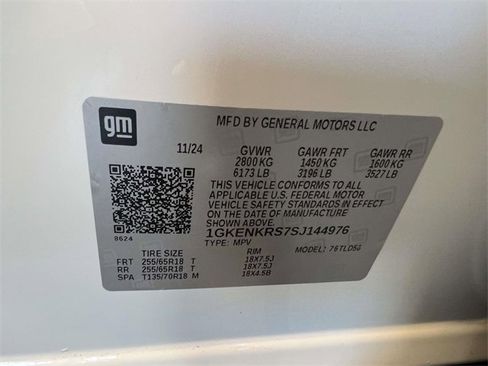 gm
MFD BY GENERAL MOTORS LLC
11/24 GVWR GAWR FRT GAWR RR
2800 KG 1450 KG 1600 KG
6173 LB 3196 LB 3527 LB
THIS VEHICLE CONFORMS TO ALL
APPLICABLE U.S. FEDERAL MOTOR
VEHICLE SAFETY STANDARDS IN
EFFECT ON THE DATE OF MANUFACTURE
SHOWN ABOVE.
1GKENKRS7SJ144976
8624
TYPE: MPV MODEL:
TIRE SIZE RIM
FRT 255/65R18 T 18X7.5J
RR 255/65R18 T 18X7.5J
SPA T135/70R18 M 18X4.5B